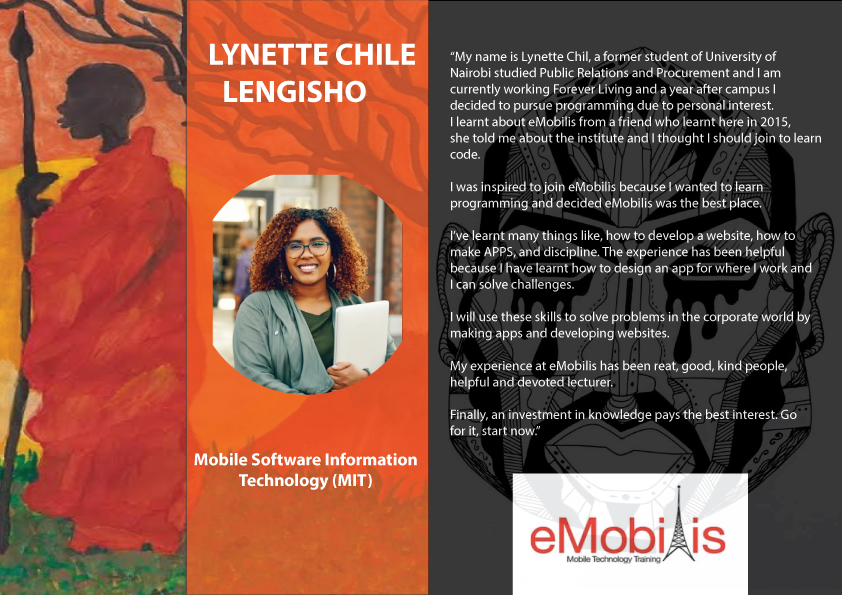 LYNETTE CHILE
LENGISHO
Mobile Software Information
Technology (MIT)
“My name is Lynette Chil, a former student of University of
Nairobi studied Public Relations and Procurement and I am
currently working Forever Living and a year after campus I
decided to pursue programming due to personal interest.
I learnt about eMobilis from a friend who learnt here in 2015,
she told me about the institute and I thought I should join to learn
code.
I was inspired to join eMobilis because I wanted to learn
programming and decided eMobilis was the best place.
I’ve learnt many things like, how to develop a website, how to
make APPS, and discipline. The experience has been helpful
because I have learnt how to design an app for where I work and
I can solve challenges.
I will use these skills to solve problems in the corporate world by
making apps and developing websites.
My experience at eMobilis has been reat, good, kind people,
helpful and devoted lecturer.
Finally, an investment in knowledge pays the best interest. Go
for it, start now.”
eMobilis
Mobile Technology Training